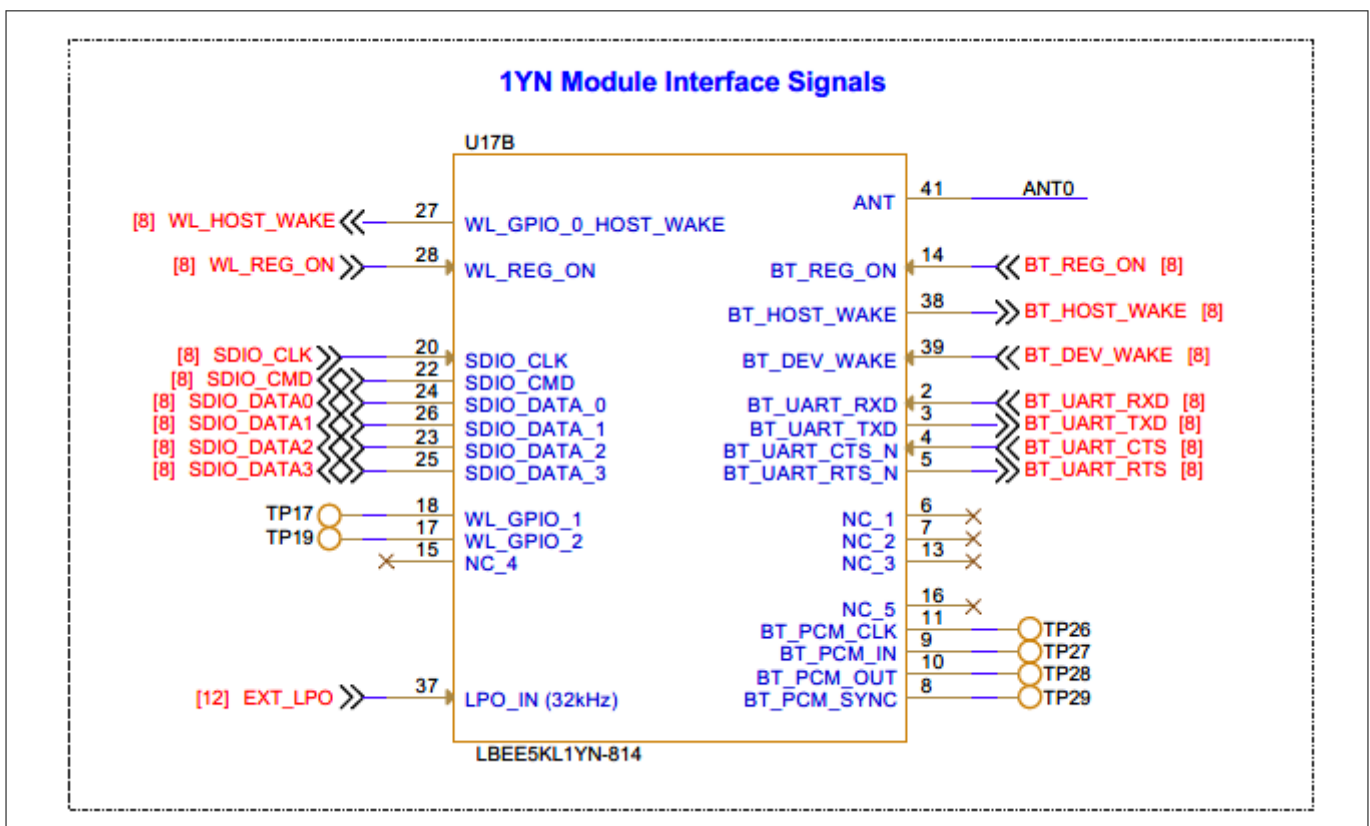 1YN Module Interface Signals
U17B
[8] WL_HOST_WAKE 27 WL_GPIO_0_HOST_WAKE
[8] WL_REG_ON 28 WL_REG_ON
[8] SDIO_CLK 20 SDIO_CLK
[8] SDIO_CMD 22 SDIO_CMD
[8] SDIO_DATA0 24 SDIO_DATA_0
[8] SDIO_DATA1 26 SDIO_DATA_1
[8] SDIO_DATA2 23 SDIO_DATA_2
[8] SDIO_DATA3 25 SDIO_DATA_3
TP17 18 WL_GPIO_1
TP19 17 WL_GPIO_2
15 NC_4
[12] EXT_LPO 37 LPO_IN (32kHz)
ANT 41 ANT0
BT_REG_ON 14 BT_REG_ON [8]
BT_HOST_WAKE 38 BT_HOST_WAKE [8]
BT_DEV_WAKE 39 BT_DEV_WAKE [8]
BT_UART_RXD 2 BT_UART_RXD [8]
BT_UART_TXD 3 BT_UART_TXD [8]
BT_UART_CTS_N 4 BT_UART_CTS [8]
BT_UART_RTS_N 5 BT_UART_RTS [8]
NC_1 6
NC_2 7
NC_3 13
NC_5 16
BT_PCM_CLK 11 TP26
BT_PCM_IN 9 TP27
BT_PCM_OUT 10 TP28
BT_PCM_SYNC 8 TP29
LBEE5KL1YN-814